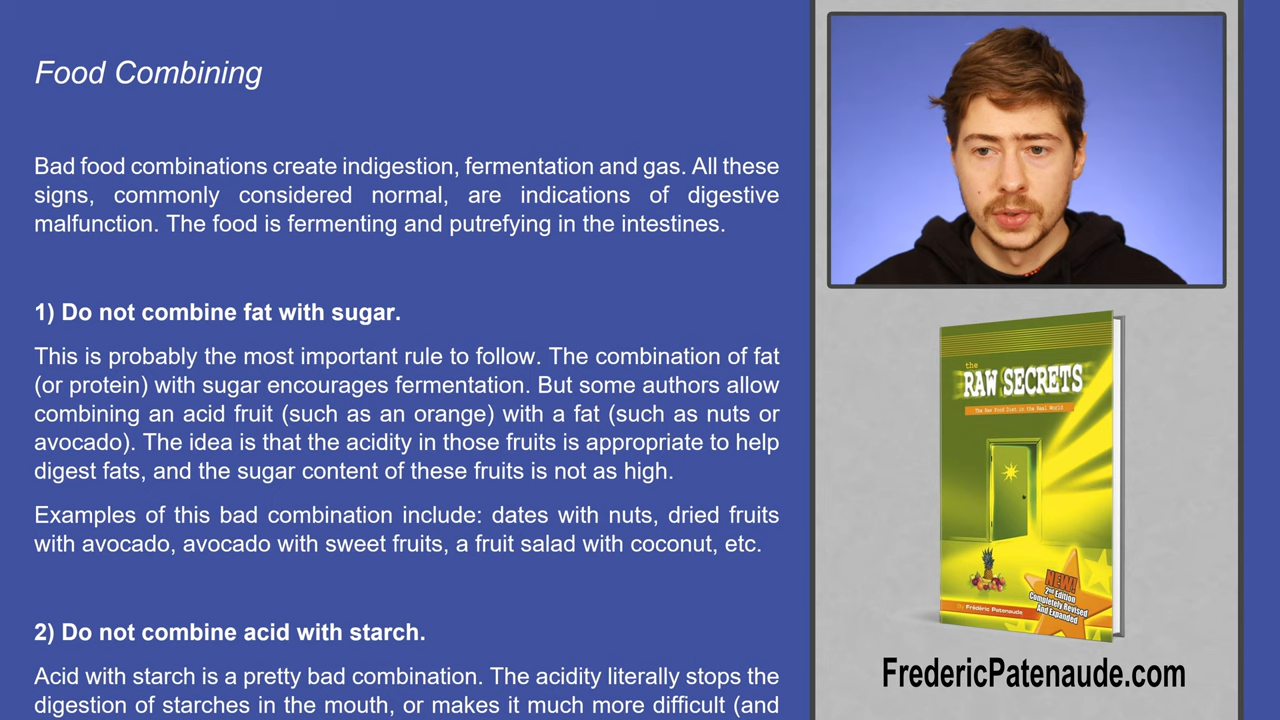 Food Combining
Bad food combinations create indigestion, fermentation and gas. All these
signs, commonly considered normal, are indications of digestive
malfunction. The food is fermenting and putrefying in the intestines.
1) Do not combine fat with sugar.
This is probably the most important rule to follow. The combination of fat
(or protein) with sugar encourages fermentation. But some authors allow
combining an acid fruit (such as an orange) with a fat (such as nuts or
avocado). The idea is that the acidity in those fruits is appropriate to help
digest fats, and the sugar content of these fruits is not as high.
Examples of this bad combination include: dates with nuts, dried fruits
with avocado, avocado with sweet fruits, a fruit salad with coconut, etc.
2) Do not combine acid with starch.
Acid with starch is a pretty bad combination. The acidity literally stops the
digestion of starches in the mouth, or makes it much more difficult (and
the
RAW SECRETS
The Raw Food Diet in the Real World
NEW!
2nd Edition
Completely Revised
And Expanded
By Frédéric Patenaude
FredericPatenaude.com